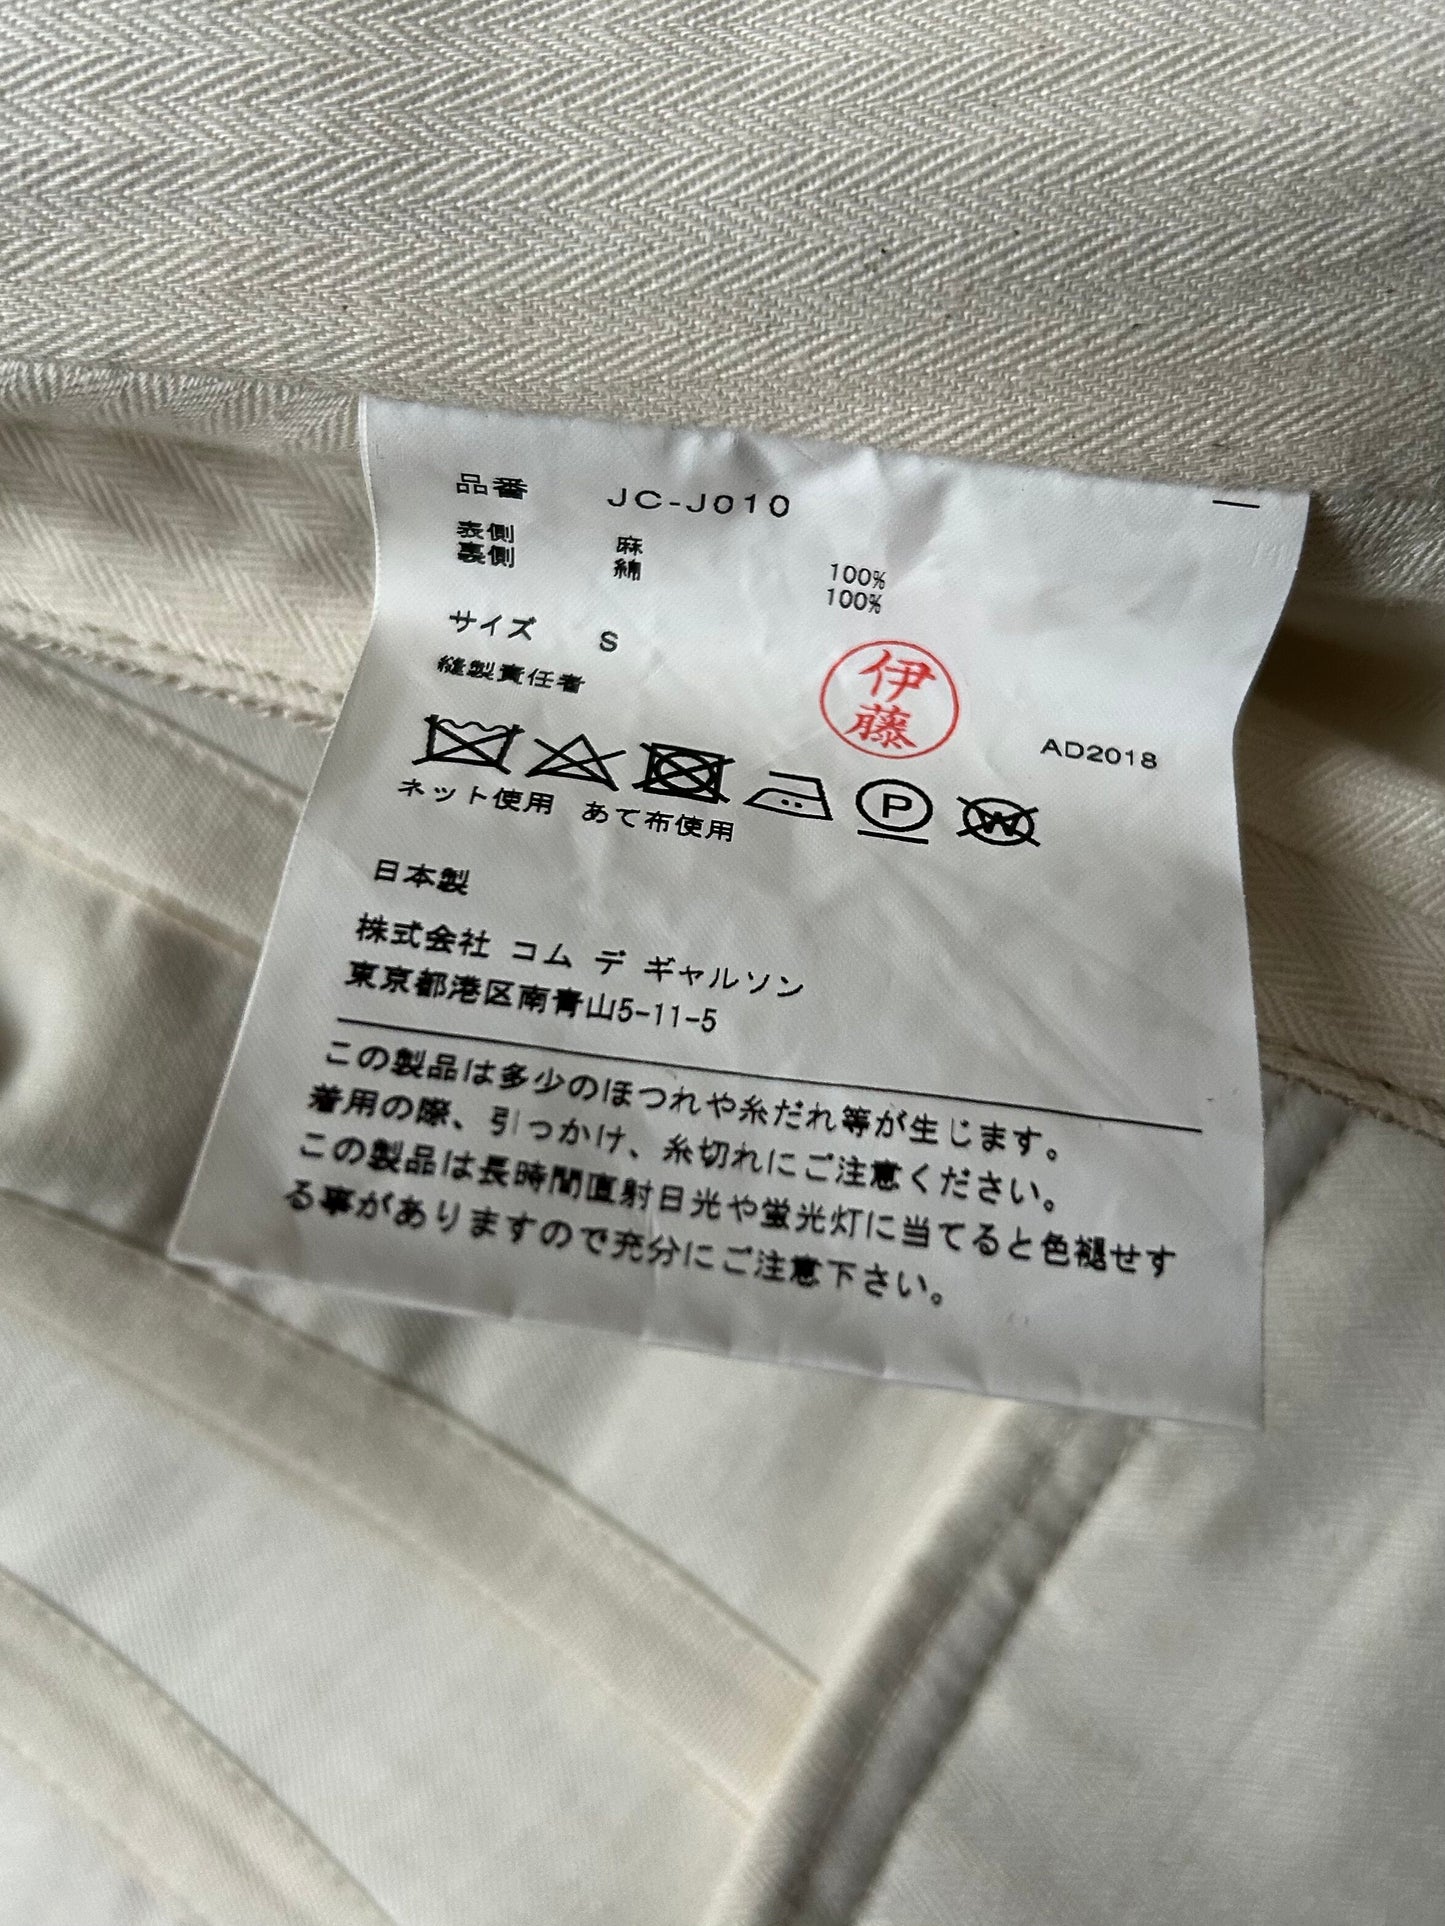 品番 JC-J010
表側 麻 100%
裏側 綿 100%
サイズ S
縫製責任者 伊藤 AD2018
P W
ネット使用 あて布使用
日本製
株式会社 コム デ ギャルソン
東京都港区南青山5-11-5
この製品は多少のほつれや糸だれ等が生じます。
着用の際、引っかけ、糸切れにご注意ください。
この製品は長時間直射日光や蛍光灯に当てると色褪せす
る事がありますので充分にご注意下さい。